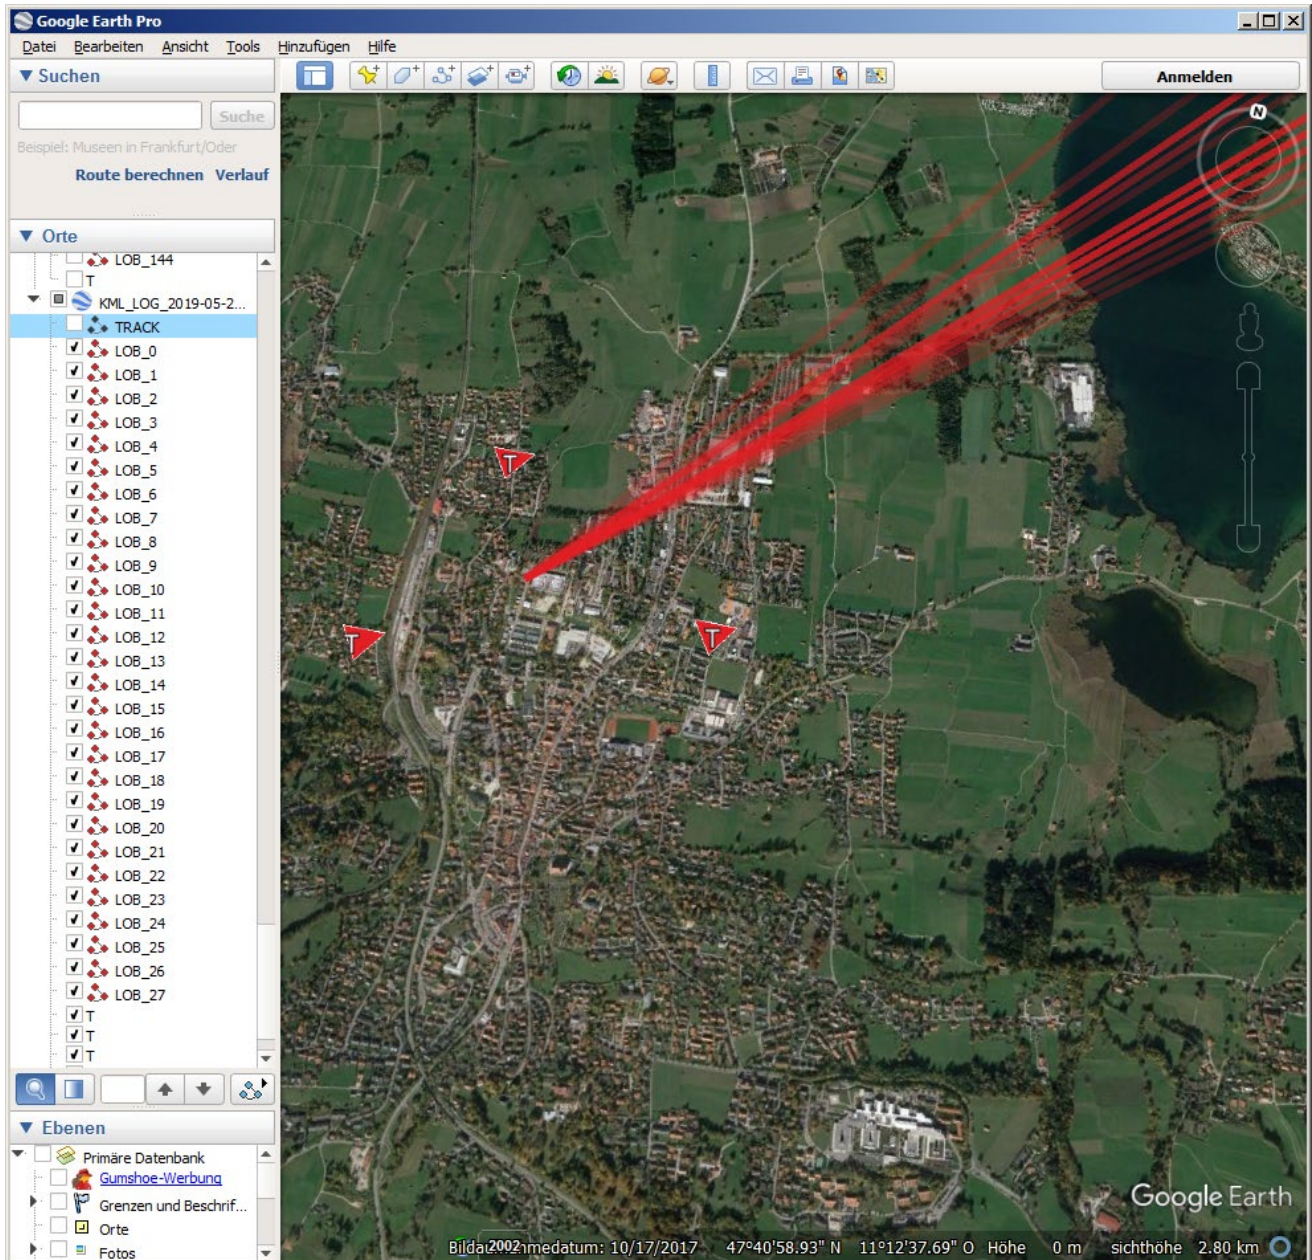 Google Earth Pro
Datei Bearbeiten Ansicht Tools Hinzufügen Hilfe
Suchen
Suche
Beispiel: Museen in Frankfurt/Oder
Route berechnen Verlauf
Anmelden
N
Orte
LOB_144
T
KML_LOG_2019-05-2...
TRACK
LOB_0
LOB_1
LOB_2
LOB_3
LOB_4
LOB_5
LOB_6
LOB_7
LOB_8
LOB_9
LOB_10
LOB_11
LOB_12
LOB_13
LOB_14
LOB_15
LOB_16
LOB_17
LOB_18
LOB_19
LOB_20
LOB_21
LOB_22
LOB_23
LOB_24
LOB_25
LOB_26
LOB_27
T
T
T
T
T
T
Ebenen
Primäre Datenbank
Gumshoe-Werbung
Grenzen und Beschrif...
Orte
Fotos
Google Earth
2002
10/17/2017 47°40'58.93" N 11°12'37.69" O Höhe 0 m sichthöhe 2.80 km